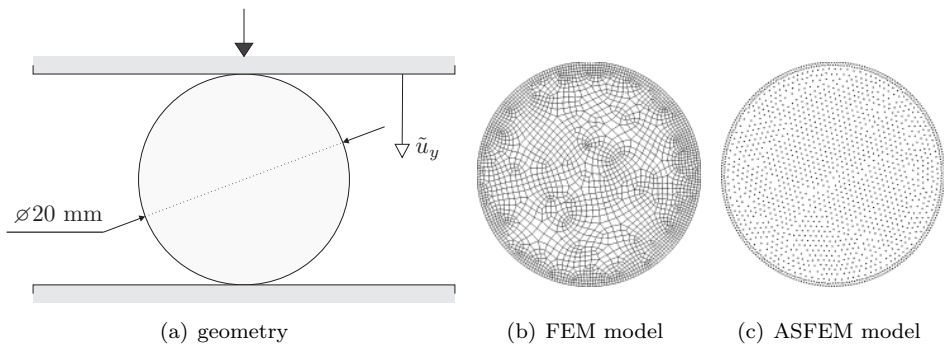 ũ_y
⌀20 mm
(a) geometry
(b) FEM model
(c) ASFEM model